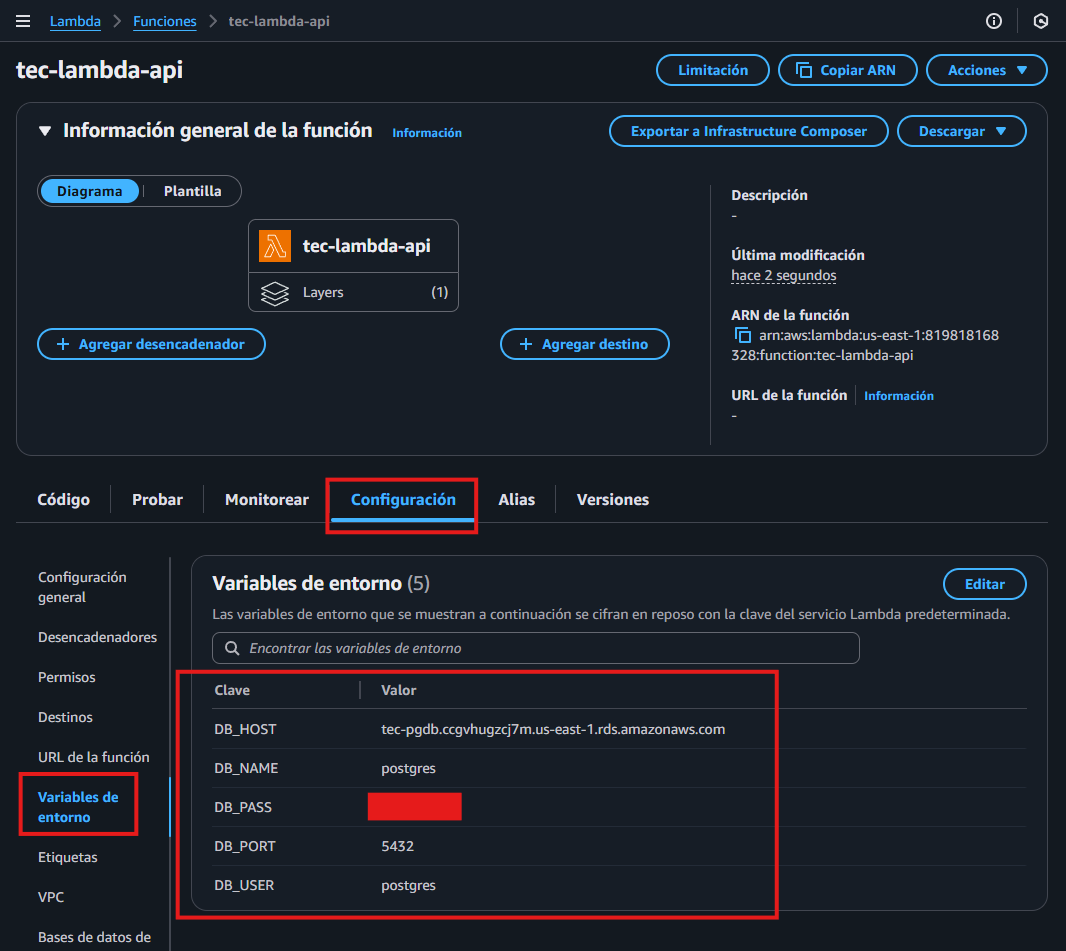 Lambda > Funciones > tec-lambda-api
tec-lambda-api
Limitación
Copiar ARN
Acciones
Información general de la función
Información
Exportar a Infrastructure Composer
Descargar
Diagrama
Plantilla
tec-lambda-api
Layers
(1)
+ Agregar desencadenador
+ Agregar destino
Descripción
-
Última modificación
hace 2 segundos
ARN de la función
arn:aws:lambda:us-east-1:819818168
328:function:tec-lambda-api
URL de la función
Información
-
Código
Probar
Monitorear
Configuración
Alias
Versiones
Configuración
general
Desencadenadores
Permisos
Destinos
URL de la función
Variables de
entorno
Etiquetas
VPC
Bases de datos de
Variables de entorno (5)
Editar
Las variables de entorno que se muestran a continuación se cifran en reposo con la clave del servicio Lambda predeterminada.
Encontrar las variables de entorno
Clave Valor
DB_HOST tec-pgdb.ccgvhugzcj7m.us-east-1.rds.amazonaws.com
DB_NAME postgres
DB_PASS
DB_PORT 5432
DB_USER postgres